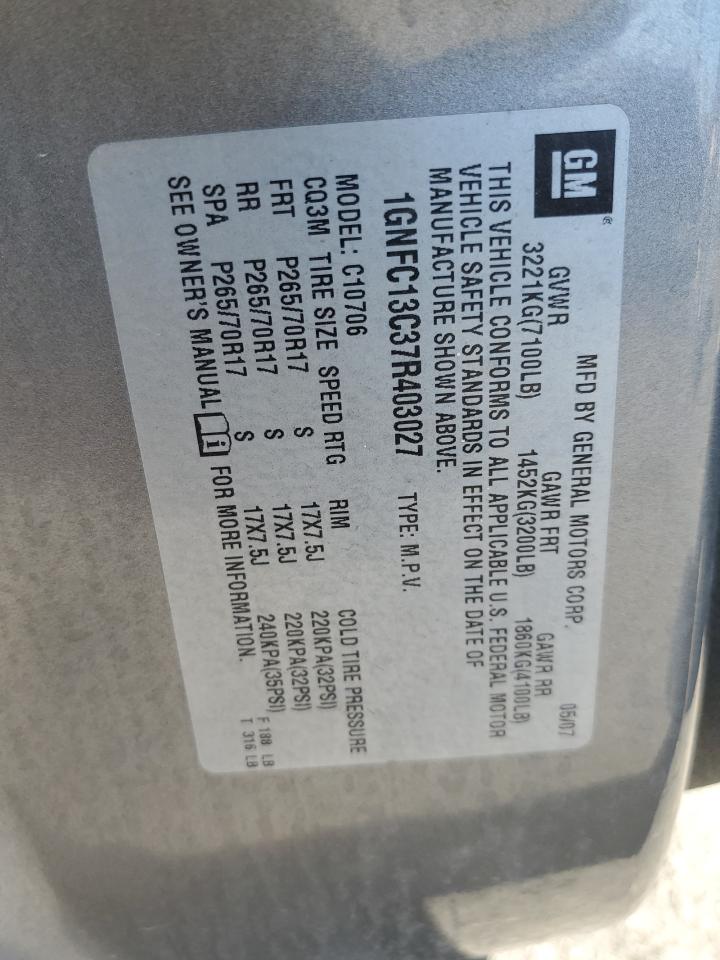 GM®
MFD BY GENERAL MOTORS CORP. 05/07
GVWR GAWR FRT GAWR RR
3221KG(7100LB) 1452KG(3200LB) 1860KG(4100LB)
THIS VEHICLE CONFORMS TO ALL APPLICABLE U.S. FEDERAL MOTOR
VEHICLE SAFETY STANDARDS IN EFFECT ON THE DATE OF
MANUFACTURE SHOWN ABOVE.
1GNFC13C37R403027 TYPE: M.P.V.
MODEL: C10706
CQ3M TIRE SIZE SPEED RTG RIM COLD TIRE PRESSURE
FRT P265/70R17 S 17X7.5J 220KPA(32PSI)
RR P265/70R17 S 17X7.5J 220KPA(32PSI)
SPA P265/70R17 S 17X7.5J 240KPA(35PSI)
SEE OWNER'S MANUAL i FOR MORE INFORMATION.
F 188 LB
T 316 LB